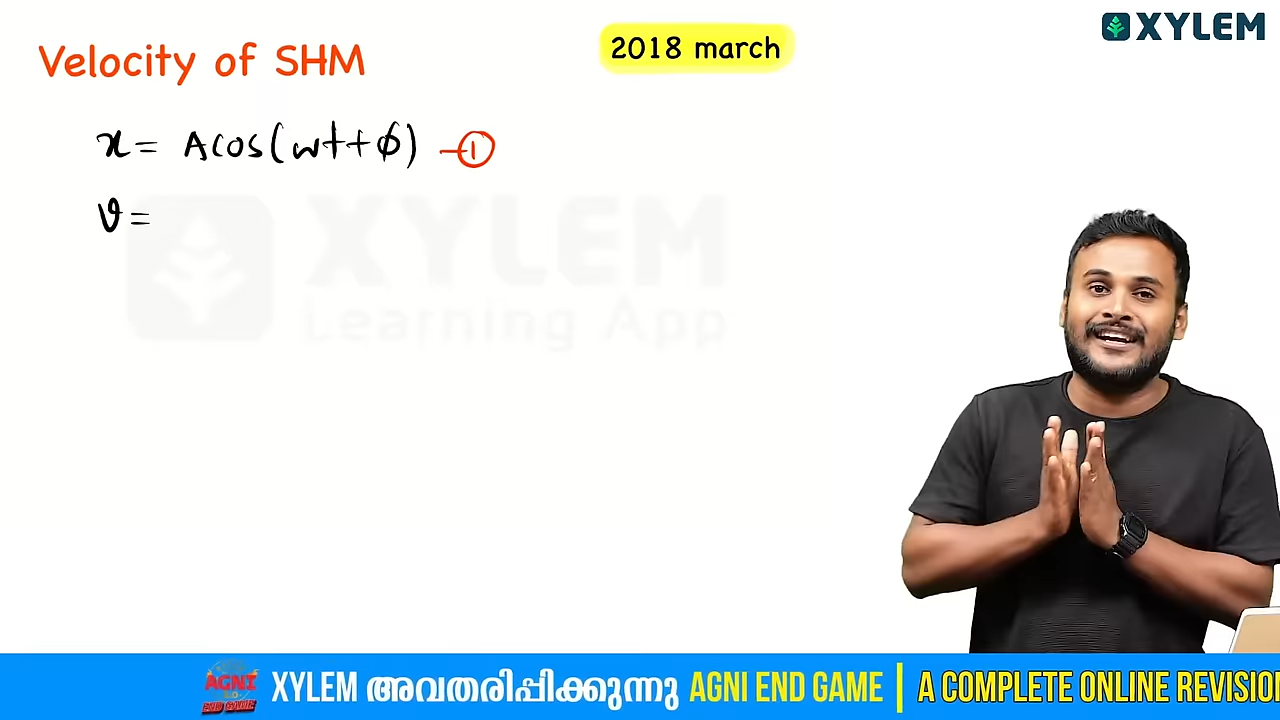 XYLEM
Velocity of SHM
2018 march
x = Acos(wt+φ) —①
v =
XYLEM
Learning App
AGNI
END GAME
XYLEM അവതരിപ്പിക്കുന്നു AGNI END GAME | A COMPLETE ONLINE REVISION